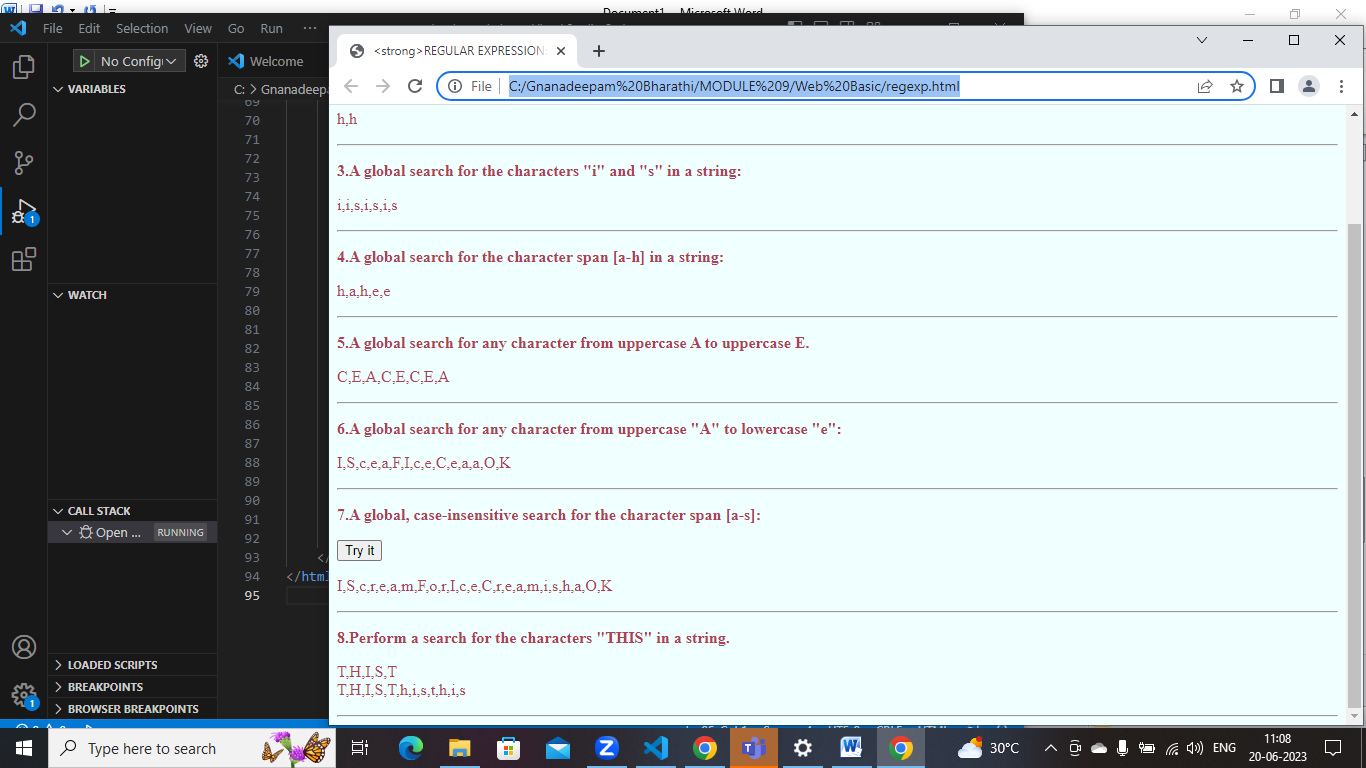 Document1 - Microsoft Word
File Edit Selection View Go Run ···
<strong>REGULAR EXPRESSION
No Config
Welcome
File C:/Gnanadeepam%20Bharathi/MODULE%209/Web%20Basic/regexp.html
VARIABLES
C: > Gnanadeepa
69
70
71
72
73
74
75
76
77
78
79
80
81
82
83
84
85
86
87
88
89
90
91
92
93 </
94 </html
95
WATCH
CALL STACK
Open ... RUNNING
LOADED SCRIPTS
BREAKPOINTS
BROWSER BREAKPOINTS
1
1
h,h
3.A global search for the characters "i" and "s" in a string:
i,i,s,i,s,i,s
4.A global search for the character span [a-h] in a string:
h,a,h,e,e
5.A global search for any character from uppercase A to uppercase E.
C,E,A,C,E,C,E,A
6.A global search for any character from uppercase "A" to lowercase "e":
I,S,c,e,a,F,I,c,e,C,e,a,a,O,K
7.A global, case-insensitive search for the character span [a-s]:
Try it
I,S,c,r,e,a,m,F,o,r,I,c,e,C,r,e,a,m,i,s,h,a,O,K
8.Perform a search for the characters "THIS" in a string.
T,H,I,S,T
T,H,I,S,T,h,i,s,t,h,i,s
Type here to search
30°C
ENG
11:08
20-06-2023